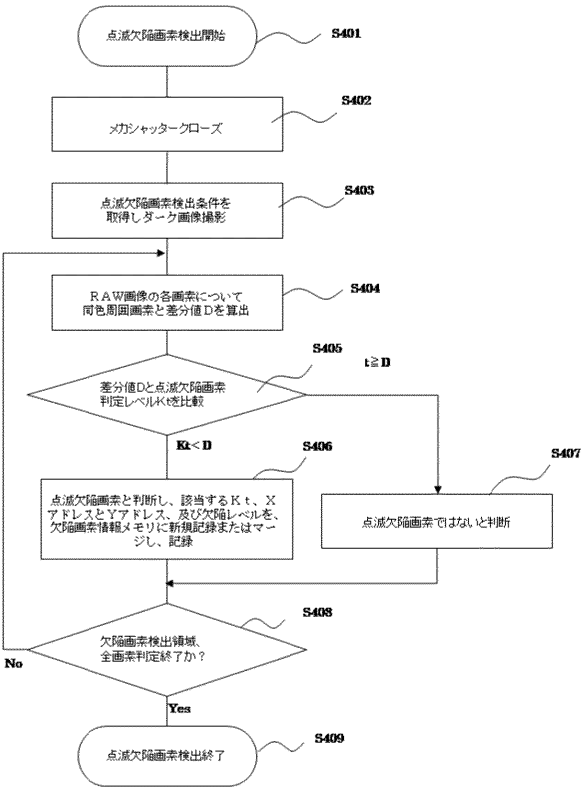 点滅欠陥画素検出開始
S401
S402
メカシャッタークローズ
S403
点滅欠陥画素検出条件を
取得しダーク画像撮影
S404
ＲＡＷ画像の各画素について
同色周囲画素と差分値Ｄを算出
S405
t≧D
差分値Dと点滅欠陥画素
判定レベルKtを比較
Kt＜D
S406
S407
点滅欠陥画素と判断し、該当するＫｔ、Ｘ
アドレスとＹアドレス、及び欠陥レベルを、
欠陥画素情報メモリに新規記録またはマー
ジし、記録
点滅欠陥画素ではないと判断
S408
欠陥画素検出領域、
全画素判定終了か？
No
Yes
点滅欠陥画素検出終了
S409